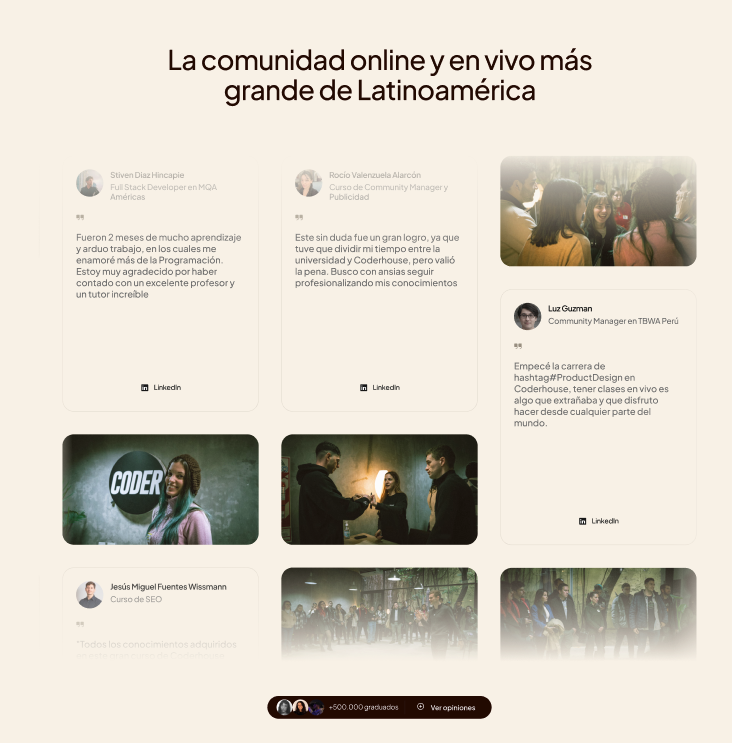 La comunidad online y en vivo más
grande de Latinoamérica
Stiven Diaz Hincapie
Full Stack Developer en MQA
Américas
Fueron 2 meses de mucho aprendizaje
y arduo trabajo, en los cuales me
enamoré más de la Programación.
Estoy muy agradecido por haber
contado con un excelente profesor y
un tutor increíble
LinkedIn
Rocío Valenzuela Alarcón
Curso de Community Manager y
Publicidad
Este sin duda fue un gran logro, ya que
tuve que dividir mi tiempo entre la
universidad y Coderhouse, pero valió
la pena. Busco con ansias seguir
profesionalizando mis conocimientos
LinkedIn
Luz Guzman
Community Manager en TBWA Perú
Empecé la carrera de
hashtag#ProductDesign en
Coderhouse, tener clases en vivo es
algo que extrañaba y que disfruto
hacer desde cualquier parte del
mundo.
LinkedIn
CODER
Jesús Miguel Fuentes Wissmann
Curso de SEO
"Todos los conocimientos adquiridos
+500.000 graduados
Ver opiniones